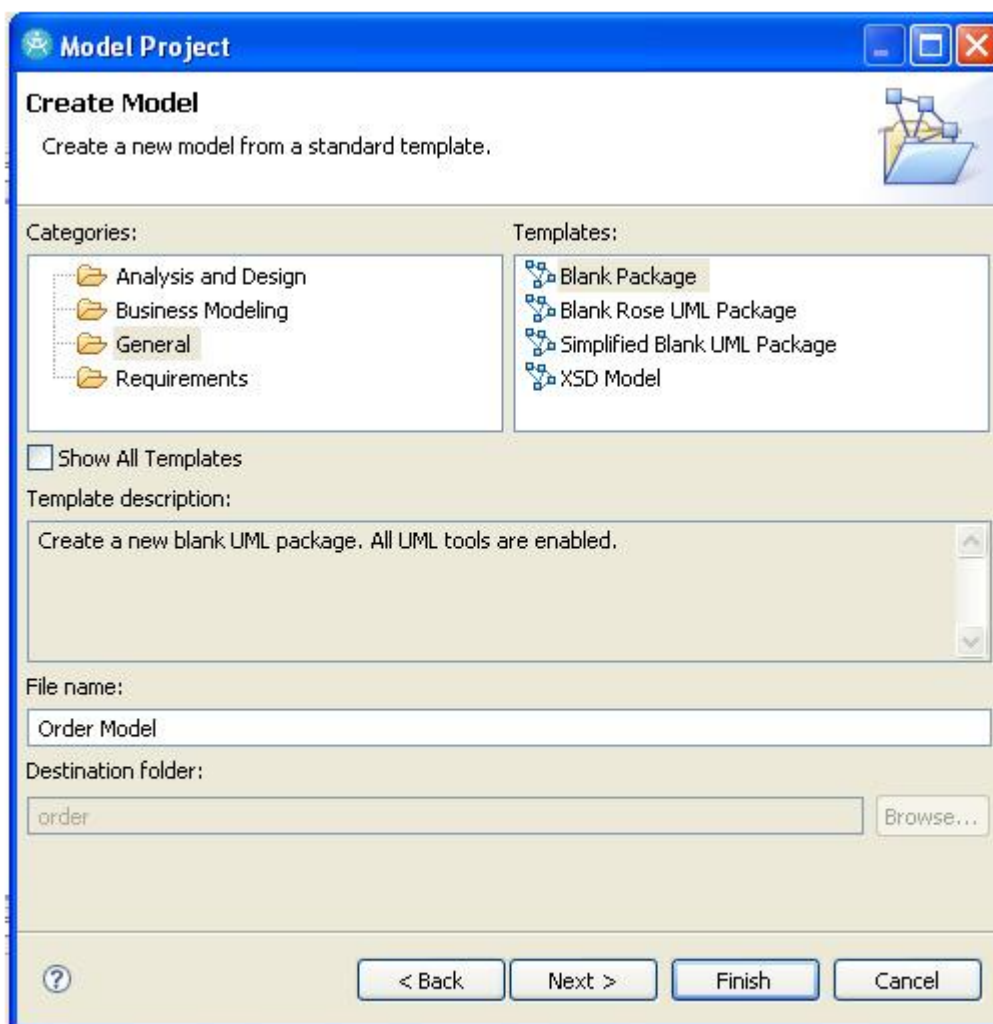 Model Project
Create Model
Create a new model from a standard template.
Categories:
Analysis and Design
Business Modeling
General
Requirements
Templates:
Blank Package
Blank Rose UML Package
Simplified Blank UML Package
XSD Model
Show All Templates
Template description:
Create a new blank UML package. All UML tools are enabled.
File name:
Order Model
Destination folder:
order
Browse...
?
< Back
Next >
Finish
Cancel